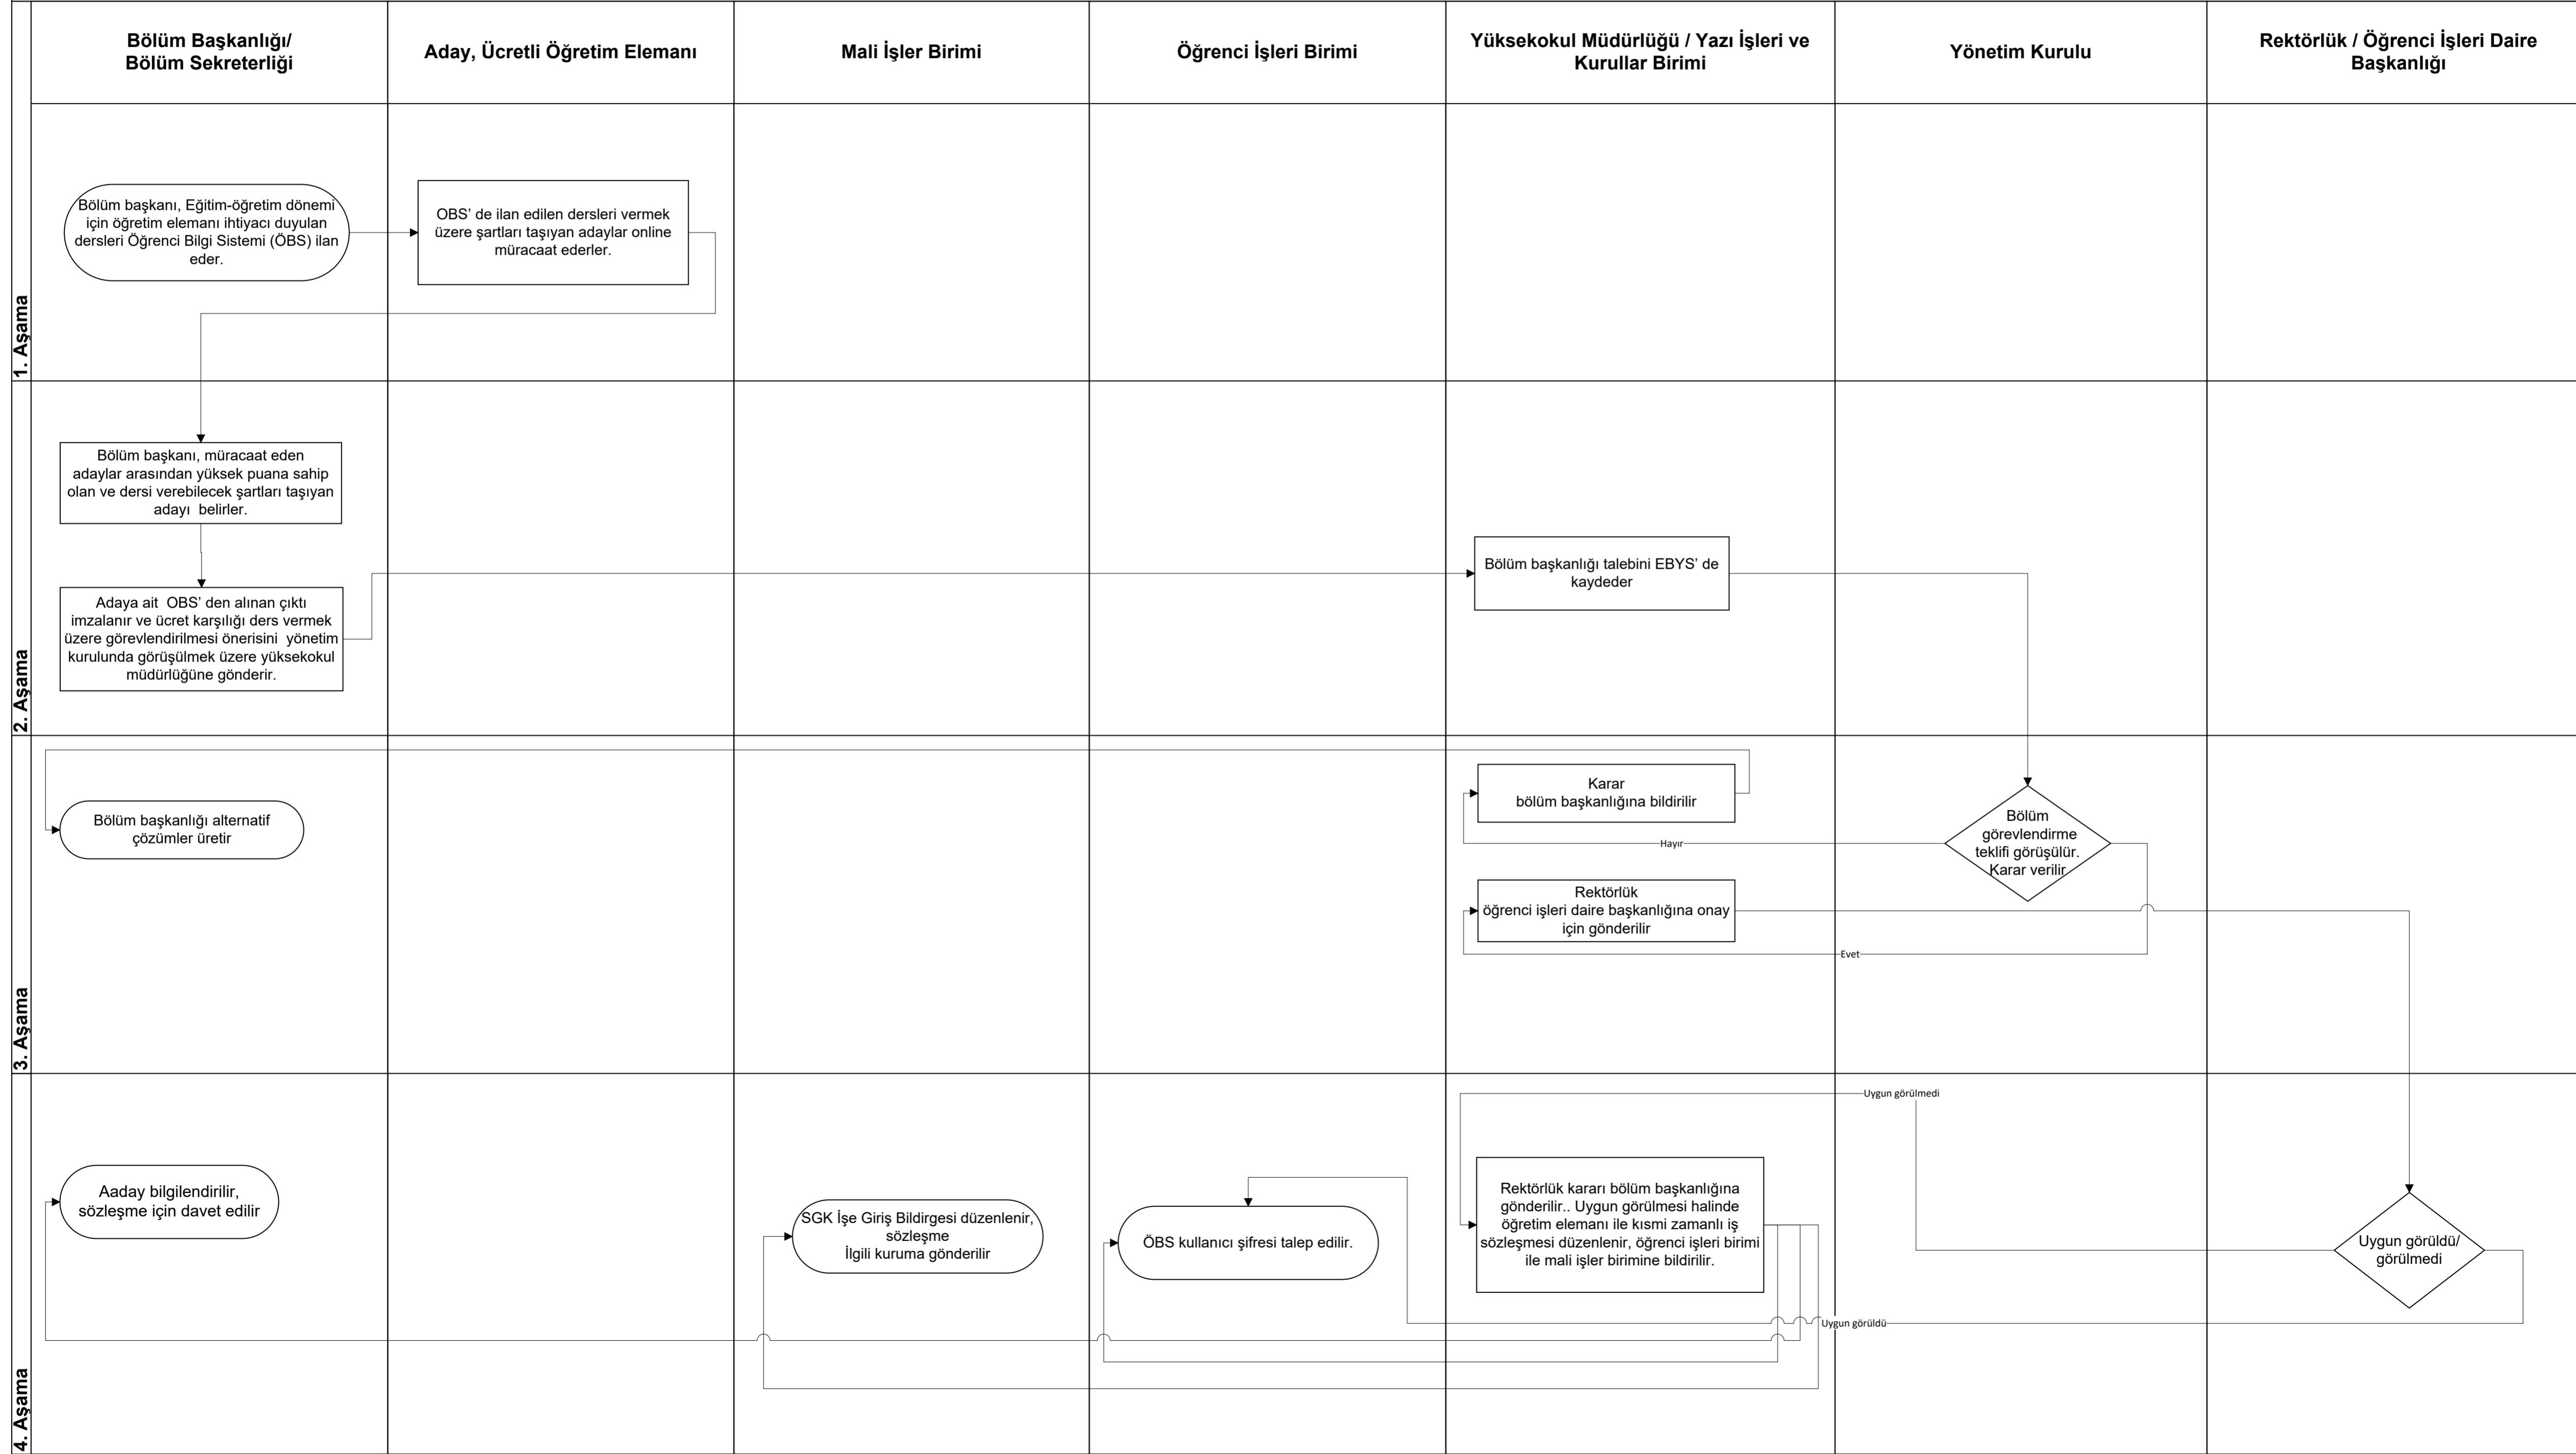 Bölüm Başkanlığı/
Bölüm Sekreterliği
Aday, Ücretli Öğretim Elemanı
Mali İşler Birimi
Öğrenci İşleri Birimi
Yüksekokul Müdürlüğü / Yazı İşleri ve
Kurullar Birimi
Yönetim Kurulu
Rektörlük / Öğrenci İşleri Daire
Başkanlığı
1. Aşama
Bölüm başkanı, Eğitim-öğretim dönemi
için öğretim elemanı ihtiyacı duyulan
dersleri Öğrenci Bilgi Sistemi (ÖBS) ilan
eder.
OBS’ de ilan edilen dersleri vermek
üzere şartları taşıyan adaylar online
müracaat ederler.
2. Aşama
Bölüm başkanı, müracaat eden
adaylar arasından yüksek puana sahip
olan ve dersi verebilecek şartları taşıyan
adayı belirler.
Adaya ait OBS’ den alınan çıktı
imzalanır ve ücret karşılığı ders vermek
üzere görevlendirilmesi önerisini yönetim
kurulunda görüşülmek üzere yüksekokul
müdürlüğüne gönderir.
Bölüm başkanlığı talebini EBYS’ de
kaydeder
3. Aşama
Bölüm başkanlığı alternatif
çözümler üretir
Karar
bölüm başkanlığına bildirilir
Hayır
Bölüm
görevlendirme
teklifi görüşülür.
Karar verilir
Rektörlük
öğrenci işleri daire başkanlığına onay
için gönderilir
Evet
4. Aşama
Uygun görülmedi
Aaday bilgilendirilir,
sözleşme için davet edilir
SGK İşe Giriş Bildirgesi düzenlenir,
sözleşme
İlgili kuruma gönderilir
ÖBS kullanıcı şifresi talep edilir.
Rektörlük kararı bölüm başkanlığına
gönderilir.. Uygun görülmesi halinde
öğretim elemanı ile kısmi zamanlı iş
sözleşmesi düzenlenir, öğrenci işleri birimi
ile mali işler birimine bildirilir.
Uygun görüldü/
görülmedi
Uygun görüldü